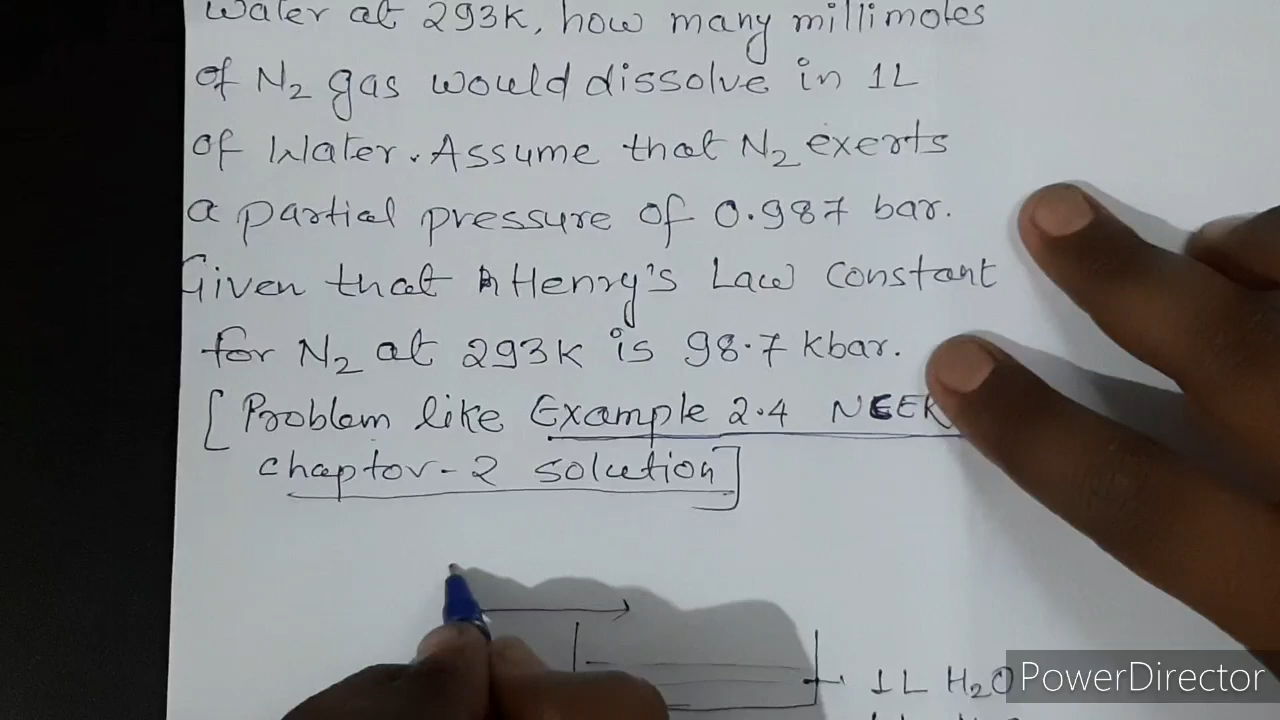 Water at 293K, how many millimoles
of N₂ gas would dissolve in 1L
of Water. Assume that N₂ exerts
a partial pressure of 0.987 bar.
Given that Henry's Law constant
for N₂ at 293K is 98.7 kbar.
[Problem like Example 2.4
chaptor-2 solution]
1L H₂O
PowerDirector